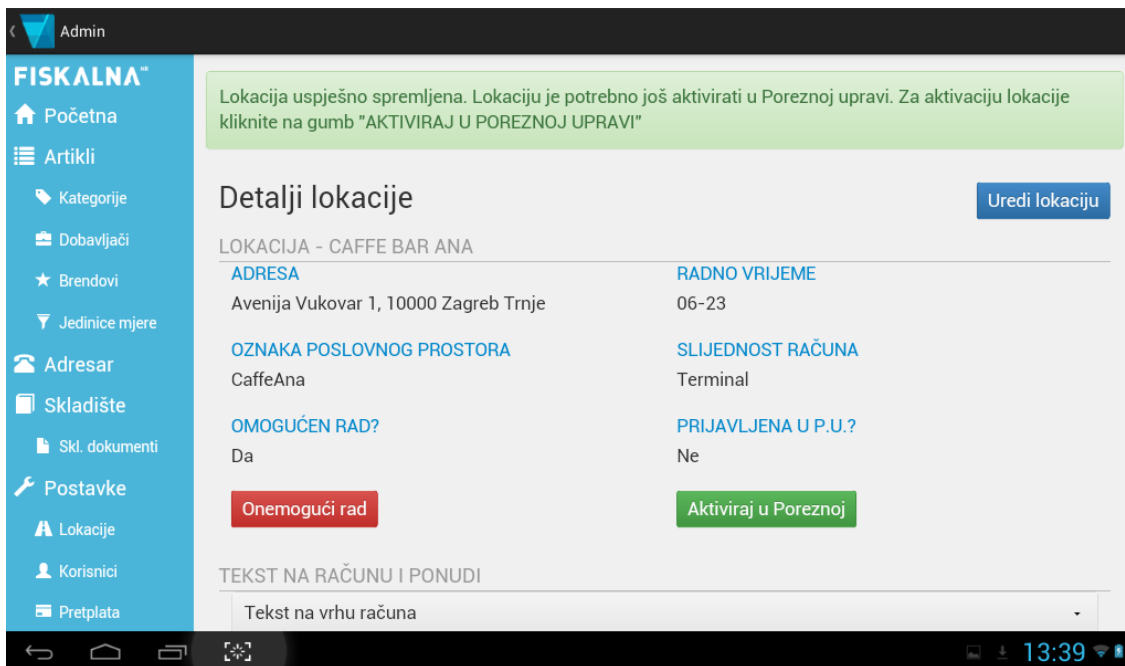 Admin
FISKALNA HR
Početna
Artikli
Kategorije
Dobavljači
Brendovi
Jedinice mjere
Adresar
Skladište
Skl. dokumenti
Postavke
Lokacije
Korisnici
Pretplata
Lokacija uspješno spremljena. Lokaciju je potrebno još aktivirati u Poreznoj upravi. Za aktivaciju lokacije
kliknite na gumb "AKTIVIRAJ U POREZNOJ UPRAVI"
Detalji lokacije
Uredi lokaciju
LOKACIJA - CAFFE BAR ANA
ADRESA
Avenija Vukovar 1, 10000 Zagreb Trnje
RADNO VRIJEME
06-23
OZNAKA POSLOVNOG PROSTORA
CaffeAna
SLIJEDNOST RAČUNA
Terminal
OMOGUĆEN RAD?
Da
PRIJAVLJENA U P.U.?
Ne
Onemogući rad
Aktiviraj u Poreznoj
TEKST NA RAČUNU I PONUDI
Tekst na vrhu računa
13:39